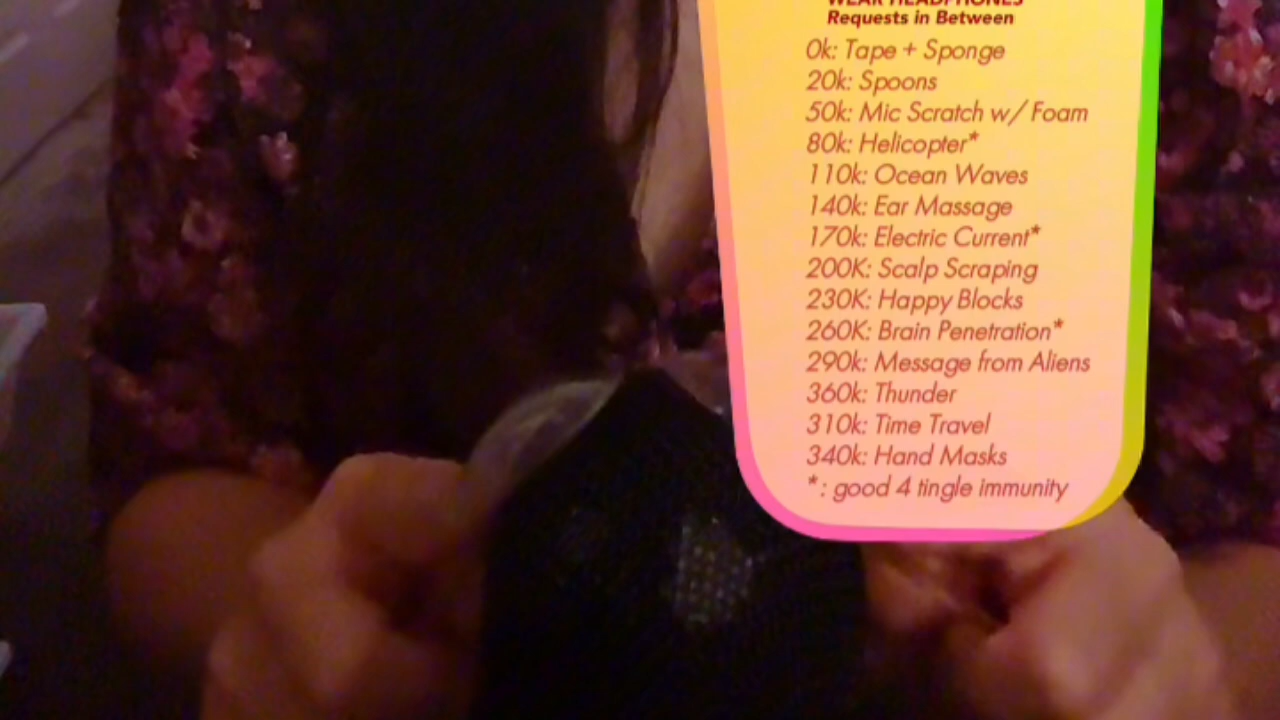 WEAR HEADPHONES
Requests in Between
0k: Tape + Sponge
20k: Spoons
50k: Mic Scratch w/ Foam
80k: Helicopter*
110k: Ocean Waves
140k: Ear Massage
170k: Electric Current*
200K: Scalp Scraping
230K: Happy Blocks
260K: Brain Penetration*
290k: Message from Aliens
360k: Thunder
310k: Time Travel
340k: Hand Masks
*: good 4 tingle immunity